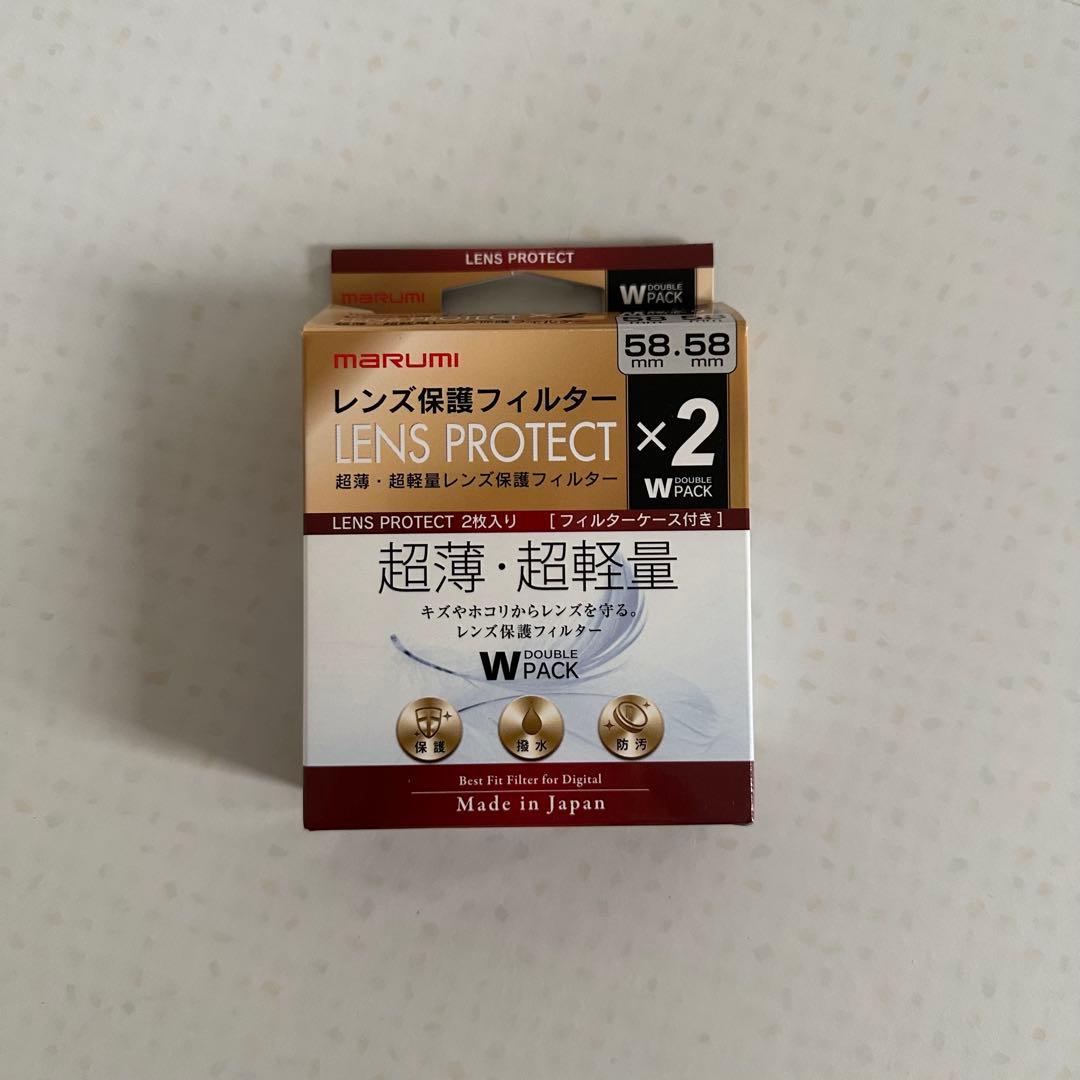 LENS PROTECT
marumi
W DOUBLE PACK
58mm . 58mm
marumi
レンズ保護フィルター
LENS PROTECT
×2
超薄・超軽量レンズ保護フィルター
W DOUBLE PACK
LENS PROTECT 2枚入り [フィルターケース付き]
超薄・超軽量
キズやホコリからレンズを守る。
レンズ保護フィルター
W DOUBLE PACK
保護
撥水
防汚
Best Fit Filter for Digital
Made in Japan